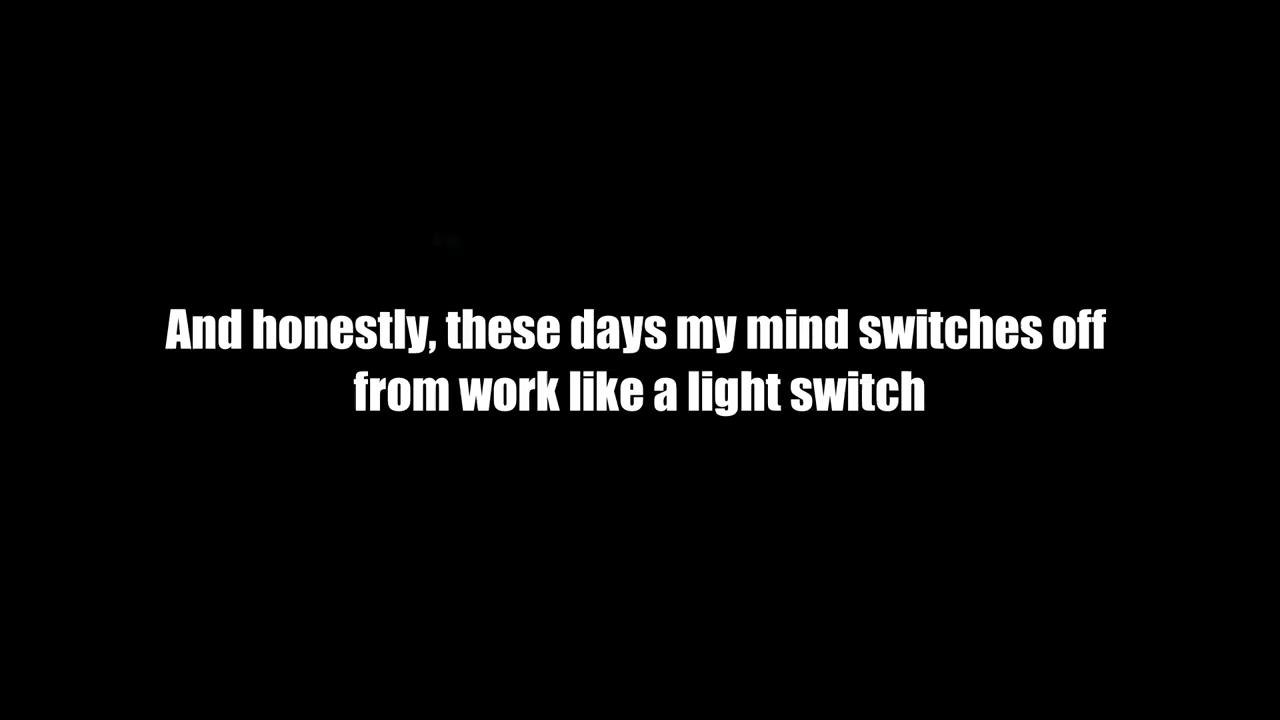 And honestly, these days my mind switches off
from work like a light switch